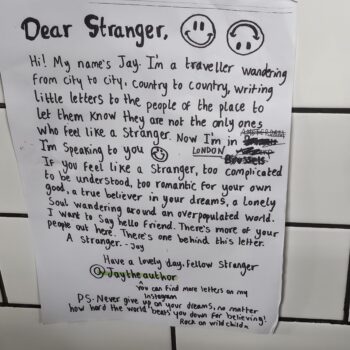 Dear Stranger,
Hi! My name's Jay. I'm a traveller wandering
from city to city, country to country, writing
little letters to the people of the place to
let them know they are not the only ones
who feel like a Stranger. Now I'm in
AMSTERDAM
LONDON
Brussels
I'm speaking to you
If you feel like a Stranger, too complicated
to be understood, too romantic for your own
good, a true believer in your dreams, a lonely
Soul wandering around an overpopulated world.
I want to Say hello friend. There's more of your
people out here. There's one behind this letter.
A stranger. - Jay
Have a lovely day, fellow Stranger
@Jaytheauthor
You can find more letters on my
Instagram
PS. Never give up on your dreams, no matter
how hard the world beats you down for believing!
Rock on wild child